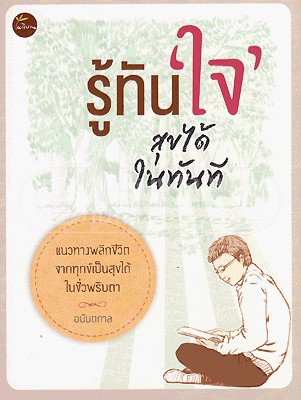 รู้ทัน 'ใจ'
สุขได้
ในทันที
แนวทางพลิกชีวิต
จากทุกข์เป็นสุขได้
ในชั่วพริบตา
อนันตกาล